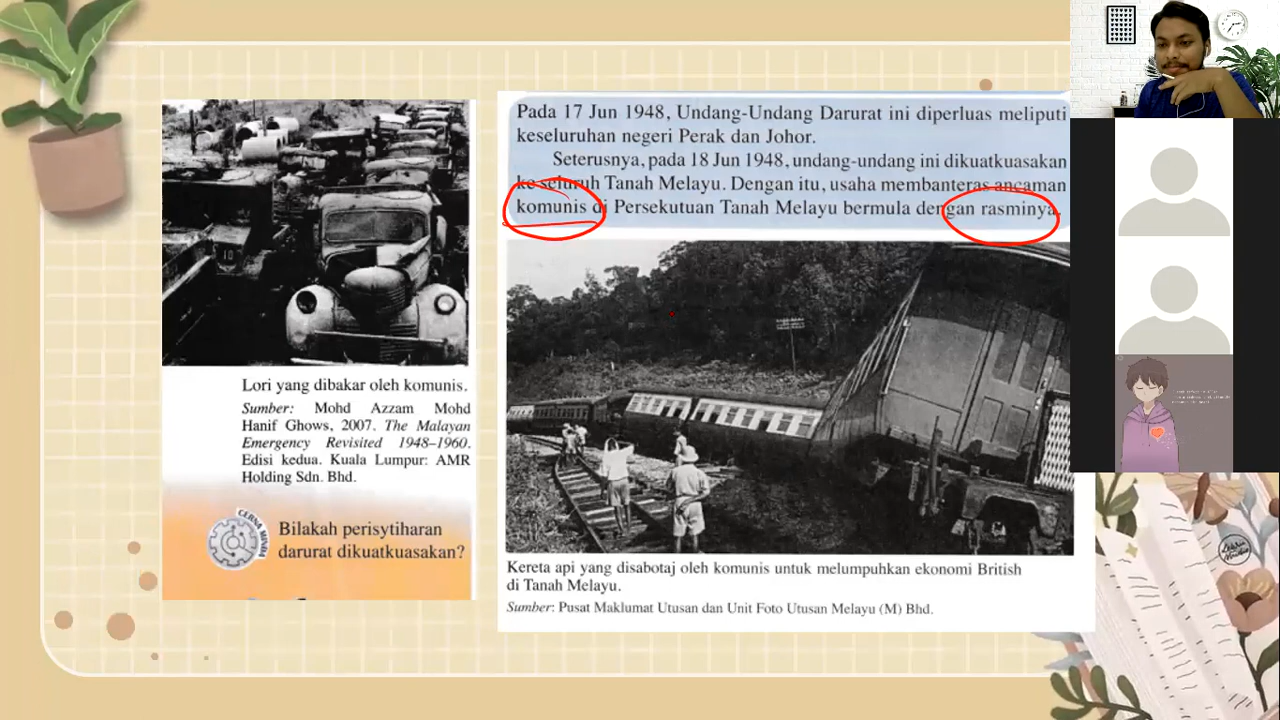 Pada 17 Jun 1948, Undang-Undang Darurat ini diperluas meliputi
keseluruhan negeri Perak dan Johor.
Seterusnya, pada 18 Jun 1948, undang-undang ini dikuatkuasakan
ke seluruh Tanah Melayu. Dengan itu, usaha membanteras ancaman
komunis di Persekutuan Tanah Melayu bermula dengan rasminya.
Lori yang dibakar oleh komunis.
Sumber: Mohd Azzam Mohd
Hanif Ghows, 2007. The Malayan
Emergency Revisited 1948–1960.
Edisi kedua. Kuala Lumpur: AMR
Holding Sdn. Bhd.
CERNA MINDA
Bilakah perisytiharan
darurat dikuatkuasakan?
Kereta api yang disabotaj oleh komunis untuk melumpuhkan ekonomi British
di Tanah Melayu.
Sumber: Pusat Maklumat Utusan dan Unit Foto Utusan Melayu (M) Bhd.